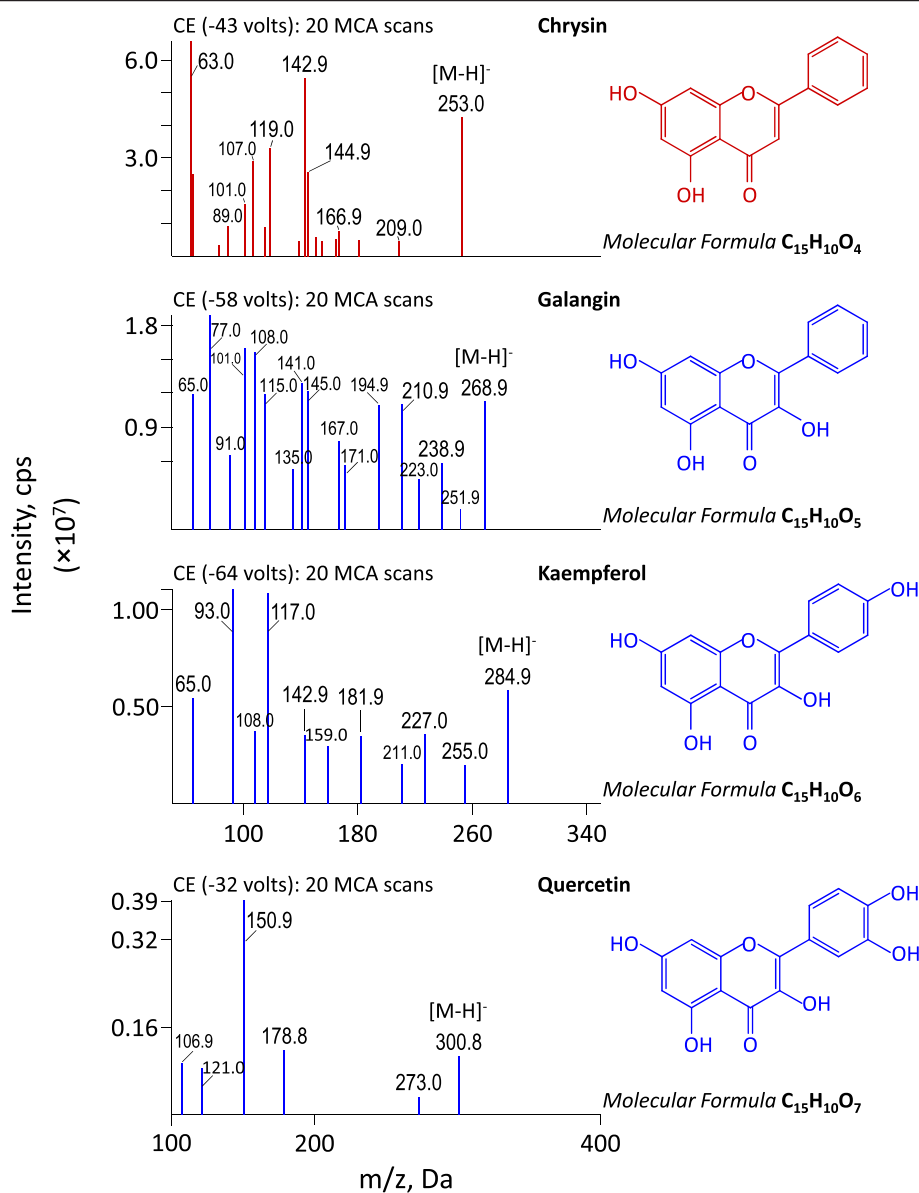 CE (-43 volts): 20 MCA scans
Chrysin
6.0
3.0
63.0
89.0
101.0
107.0
119.0
142.9
144.9
166.9
209.0
[M-H]-
253.0
HO
O
OH
O
Molecular Formula C15H10O4
CE (-58 volts): 20 MCA scans
Galangin
1.8
0.9
65.0
77.0
91.0
101.0
108.0
115.0
135.0
141.0
145.0
167.0
171.0
194.9
210.9
223.0
238.9
251.9
[M-H]-
268.9
HO
O
OH
OH
O
Molecular Formula C15H10O5
Intensity, cps
(×10⁷)
CE (-64 volts): 20 MCA scans
Kaempferol
1.00
0.50
65.0
93.0
108.0
117.0
142.9
159.0
181.9
211.0
227.0
255.0
[M-H]-
284.9
100
180
260
340
OH
HO
O
OH
OH
O
Molecular Formula C15H10O6
CE (-32 volts): 20 MCA scans
Quercetin
0.39
0.32
0.16
106.9
121.0
150.9
178.8
273.0
[M-H]-
300.8
100
200
400
m/z, Da
OH
HO
O
OH
OH
OH
O
Molecular Formula C15H10O7